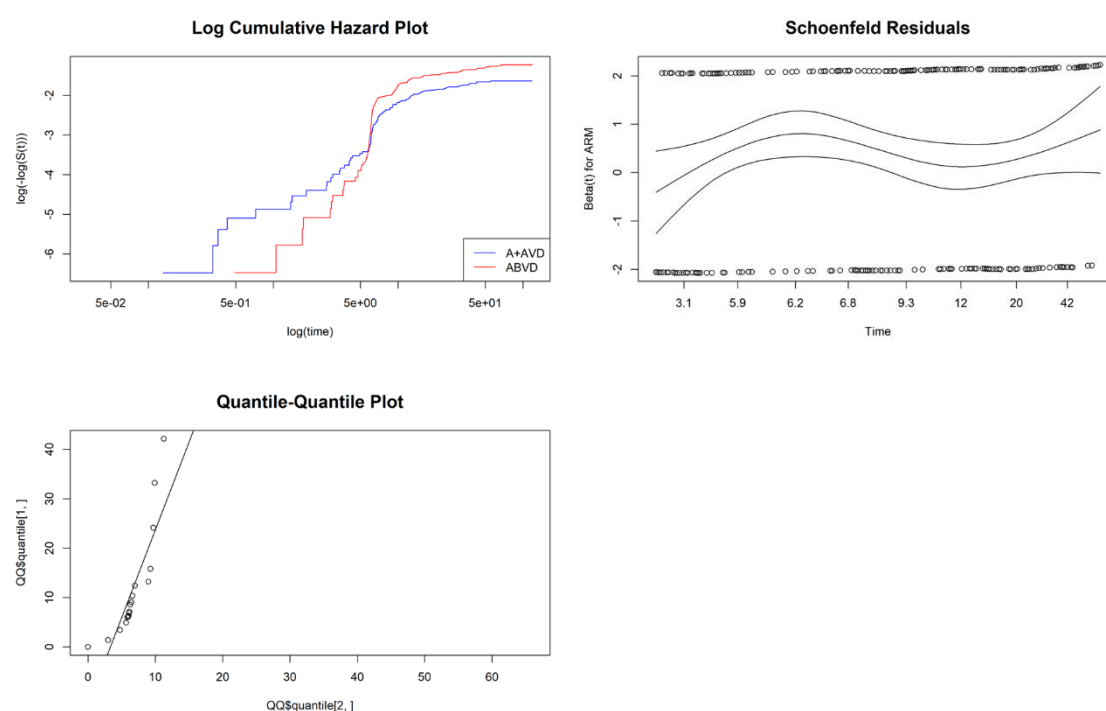 Log Cumulative Hazard Plot
log(-log(S(t)))
-2
-3
-4
-5
-6
A+AVD
ABVD
5e-02 5e-01 5e+00 5e+01
log(time)
Schoenfeld Residuals
Beta(t) for ARM
2
1
0
-1
-2
3.1 5.9 6.2 6.8 9.3 12 20 42
Time
Quantile-Quantile Plot
QQ$quantile[1, ]
40
30
20
10
0
0 10 20 30 40 50 60
QQ$quantile[2, ]